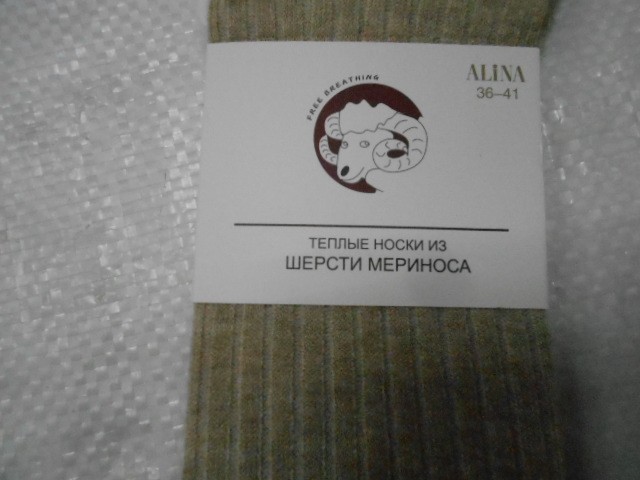 FREE BREATHING
ALiNA
36–41
ТЕПЛЫЕ НОСКИ ИЗ
ШЕРСТИ МЕРИНОСА